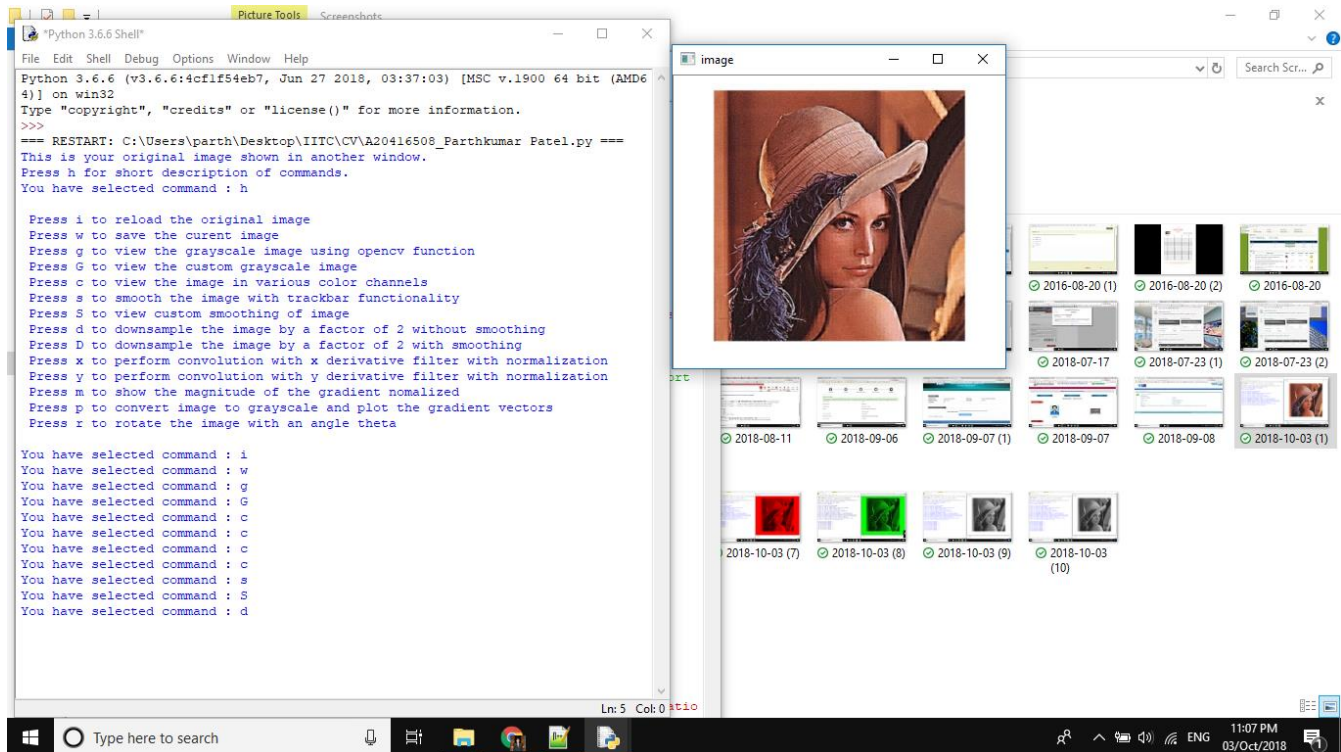 Picture Tools
Screenshots
*Python 3.6.6 Shell*
File Edit Shell Debug Options Window Help
Python 3.6.6 (v3.6.6:4cf1f54eb7, Jun 27 2018, 03:37:03) [MSC v.1900 64 bit (AMD6
4)] on win32
Type "copyright", "credits" or "license()" for more information.
>>>
=== RESTART: C:\Users\parth\Desktop\IITC\CV\A20416508_Parthkumar Patel.py ===
This is your original image shown in another window.
Press h for short description of commands.
You have selected command : h
Press i to reload the original image
Press w to save the curent image
Press g to view the grayscale image using opencv function
Press G to view the custom grayscale image
Press c to view the image in various color channels
Press s to smooth the image with trackbar functionality
Press S to view custom smoothing of image
Press d to downsample the image by a factor of 2 without smoothing
Press D to downsample the image by a factor of 2 with smoothing
Press x to perform convolution with x derivative filter with normalization
Press y to perform convolution with y derivative filter with normalization
Press m to show the magnitude of the gradient nomalized
Press p to convert image to grayscale and plot the gradient vectors
Press r to rotate the image with an angle theta
You have selected command : i
You have selected command : w
You have selected command : g
You have selected command : G
You have selected command : c
You have selected command : c
You have selected command : c
You have selected command : c
You have selected command : s
You have selected command : S
You have selected command : d
Ln: 5 Col: 0
ort
atio
image
Search Scr...
2016-08-20 (1) 2016-08-20 (2) 2016-08-20
2018-07-17 2018-07-23 (1) 2018-07-23 (2)
2018-08-11 2018-09-06 2018-09-07 (1) 2018-09-07 2018-09-08 2018-10-03 (1)
2018-10-03 (7) 2018-10-03 (8) 2018-10-03 (9) 2018-10-03
(10)
Type here to search
ENG
11:07 PM
03/Oct/2018